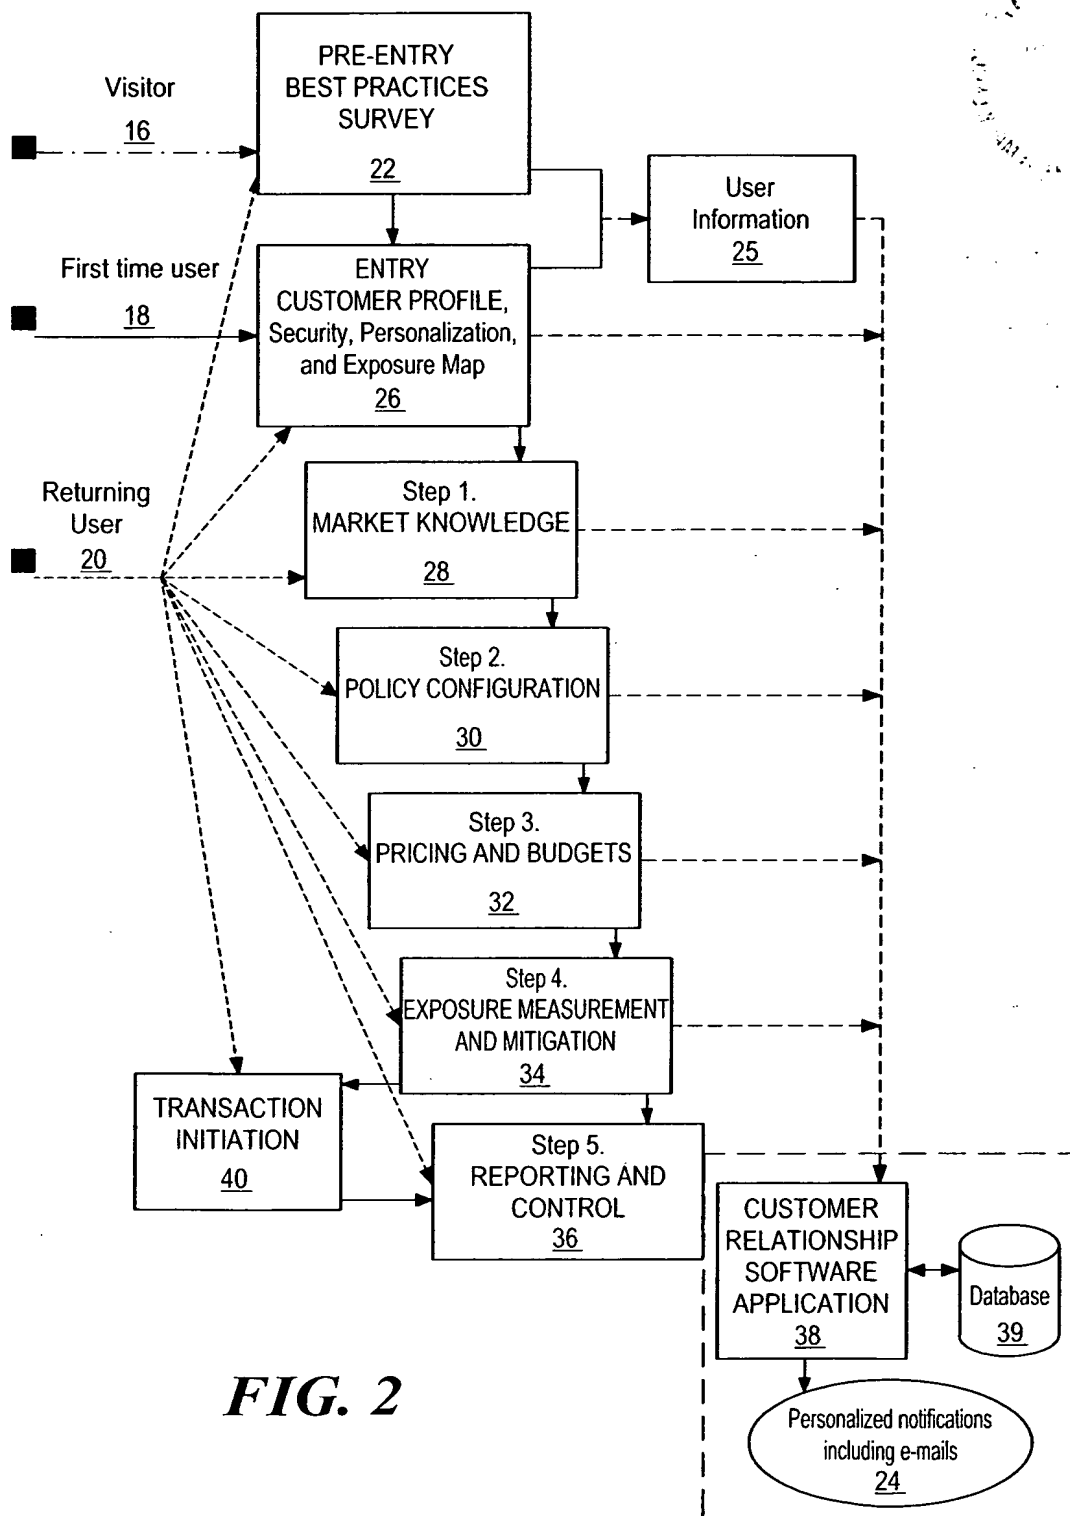 PRE-ENTRY
BEST PRACTICES
SURVEY
22
Visitor
16
User
Information
25
First time user
18
ENTRY
CUSTOMER PROFILE,
Security, Personalization,
and Exposure Map
26
Returning
User
20
Step 1.
MARKET KNOWLEDGE
28
Step 2.
POLICY CONFIGURATION
30
Step 3.
PRICING AND BUDGETS
32
Step 4.
EXPOSURE MEASUREMENT
AND MITIGATION
34
TRANSACTION
INITIATION
40
Step 5.
REPORTING AND
CONTROL
36
CUSTOMER
RELATIONSHIP
SOFTWARE
APPLICATION
38
Database
39
FIG. 2
Personalized notifications
including e-mails
24